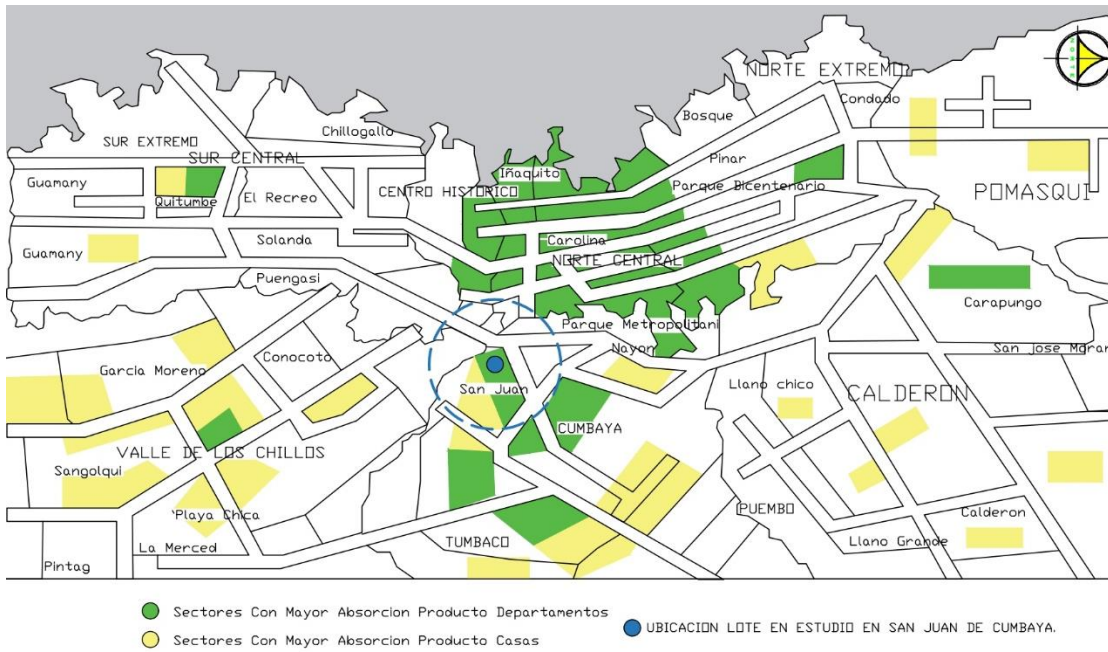 NORTE EXTREMO
Condado
Bosque
Chillogallo
SUR EXTREMO
SUR CENTRAL
Pinar
Iñaquito
Guamany
Quitumbe
El Recreo
CENTRO HISTORICO
Parque Bicentenario
POMASQUI
Solanda
Carolina
Guamany
NORTE CENTRAL
Puengasi
Carapungo
Parque Metropolitani
Nayon
San jose Moran
Conocoto
Garcia Moreno
San Juan
Llano chico
CALDERON
CUMBAYA
VALLE DE LOS CHILLOS
Sangolqui
Playa Chica
PUEMBO
Calderon
La Merced
TUMBACO
Llano Grande
Pintag
Sectores Con Mayor Absorcion Producto Departamentos
Sectores Con Mayor Absorcion Producto Casas
UBICACION LOTE EN ESTUDIO EN SAN JUAN DE CUMBAYA.